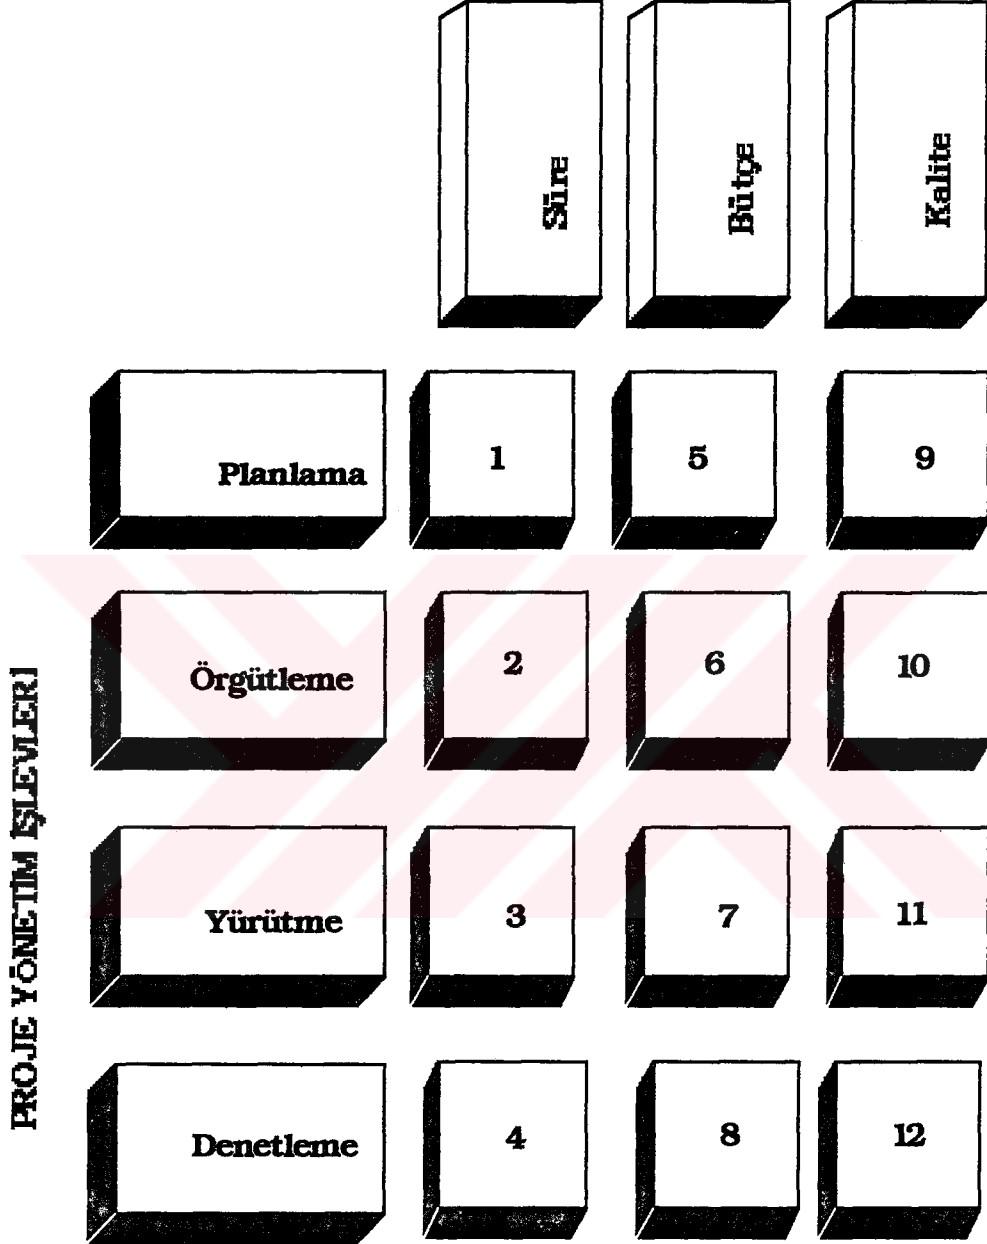 Süre
Bütçe
Kalite
PROJE YÖNETİM İŞLEVLERİ
Planlama 1 5 9
Örgütleme 2 6 10
Yürütme 3 7 11
Denetleme 4 8 12